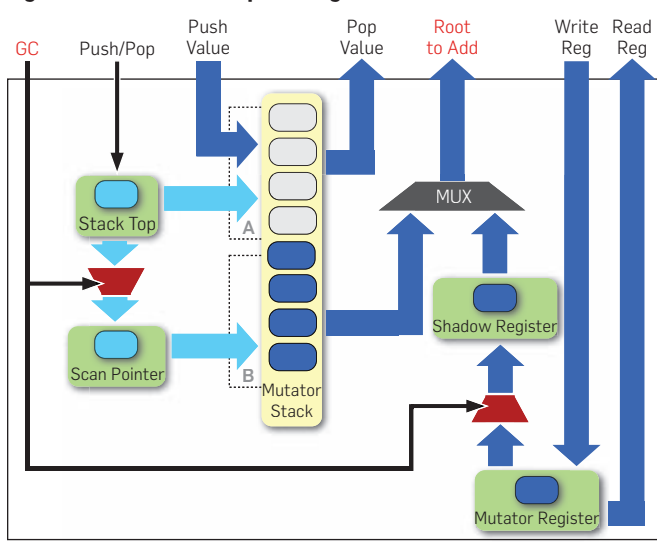 GC
Push/Pop
Push
Value
Pop
Value
Root
to Add
Write
Reg
Read
Reg
MUX
Stack Top
A
Shadow Register
Scan Pointer
B
Mutator
Stack
Mutator Register